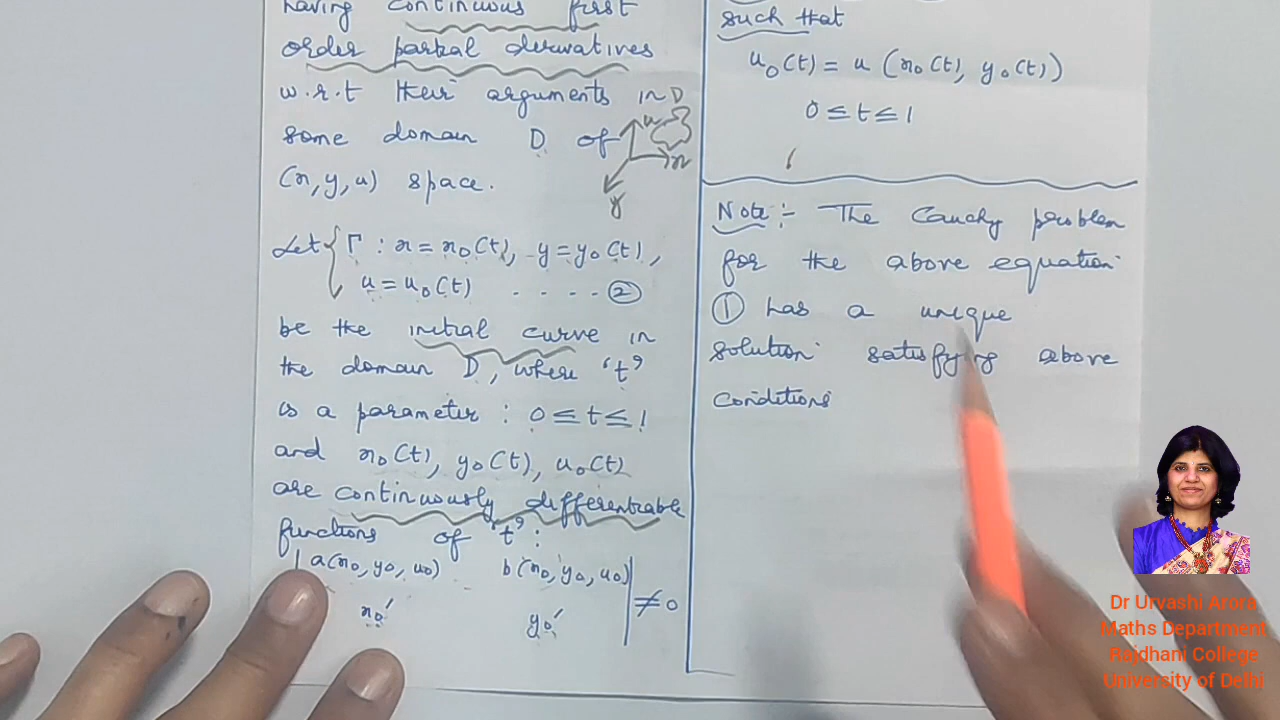 having continuous first
order partial derivatives
w.r.t their arguments in D
some domain D of
(x, y, u) space.
u
x
y
Let { Γ : x = x₀(t), y = y₀(t),
u = u₀(t) ..... ②
be the initial curve in
the domain D, where 't'
is a parameter : 0 ≤ t ≤ 1
and x₀(t), y₀(t), u₀(t)
are continuously differentiable
functions of 't' :
| a(x₀, y₀, u₀) b(x₀, y₀, u₀) |
x₀′ y₀′ | ≠ 0
such that
u₀(t) = u (x₀(t), y₀(t))
0 ≤ t ≤ 1
Note :- The Cauchy problem
for the above equation
① has a unique
solution satisfying above
conditions
Dr Urvashi Arora
Maths Department
Rajdhani College
University of Delhi